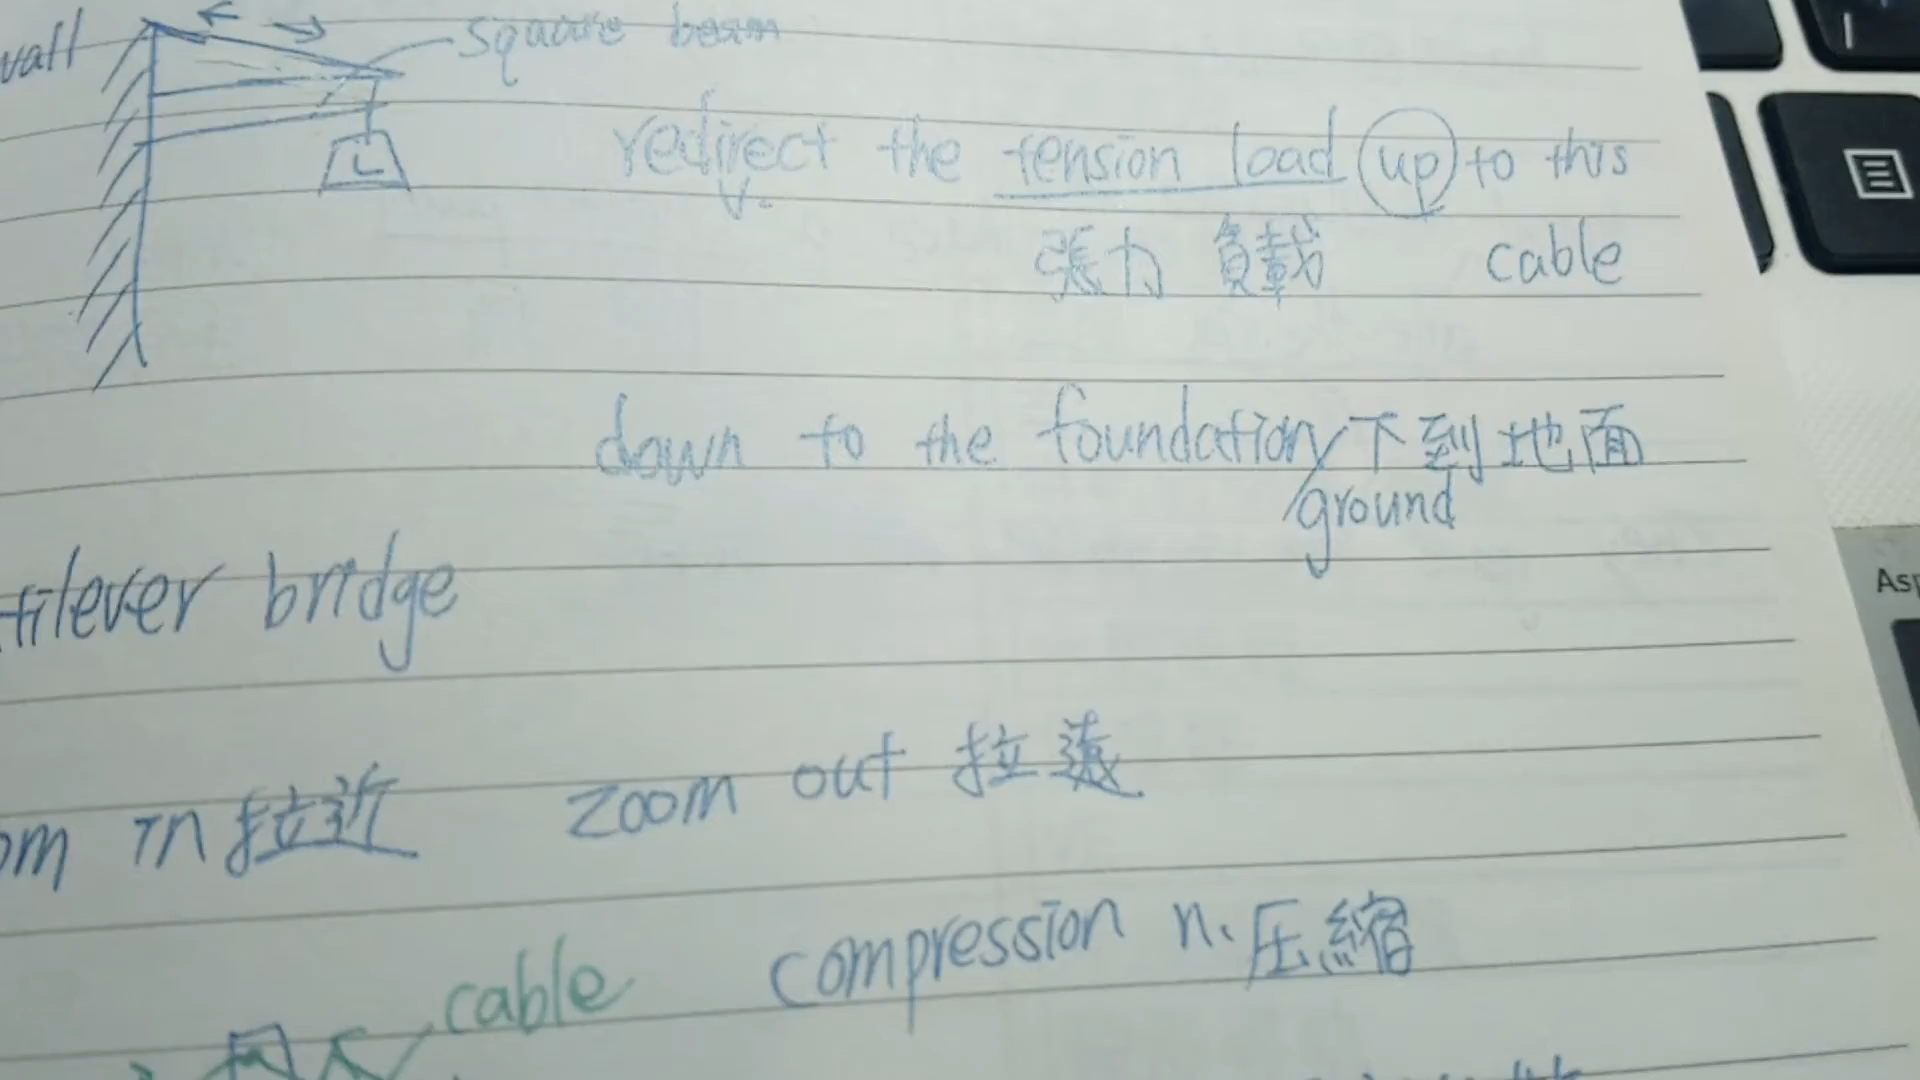 wall
square beam
L
redirect the tension load up to this
v.
張力 負載 cable
down to the foundation/下到地面
ground
tilever bridge
om in 拉近 zoom out 拉遠
compression n. 压縮
cable
Asp